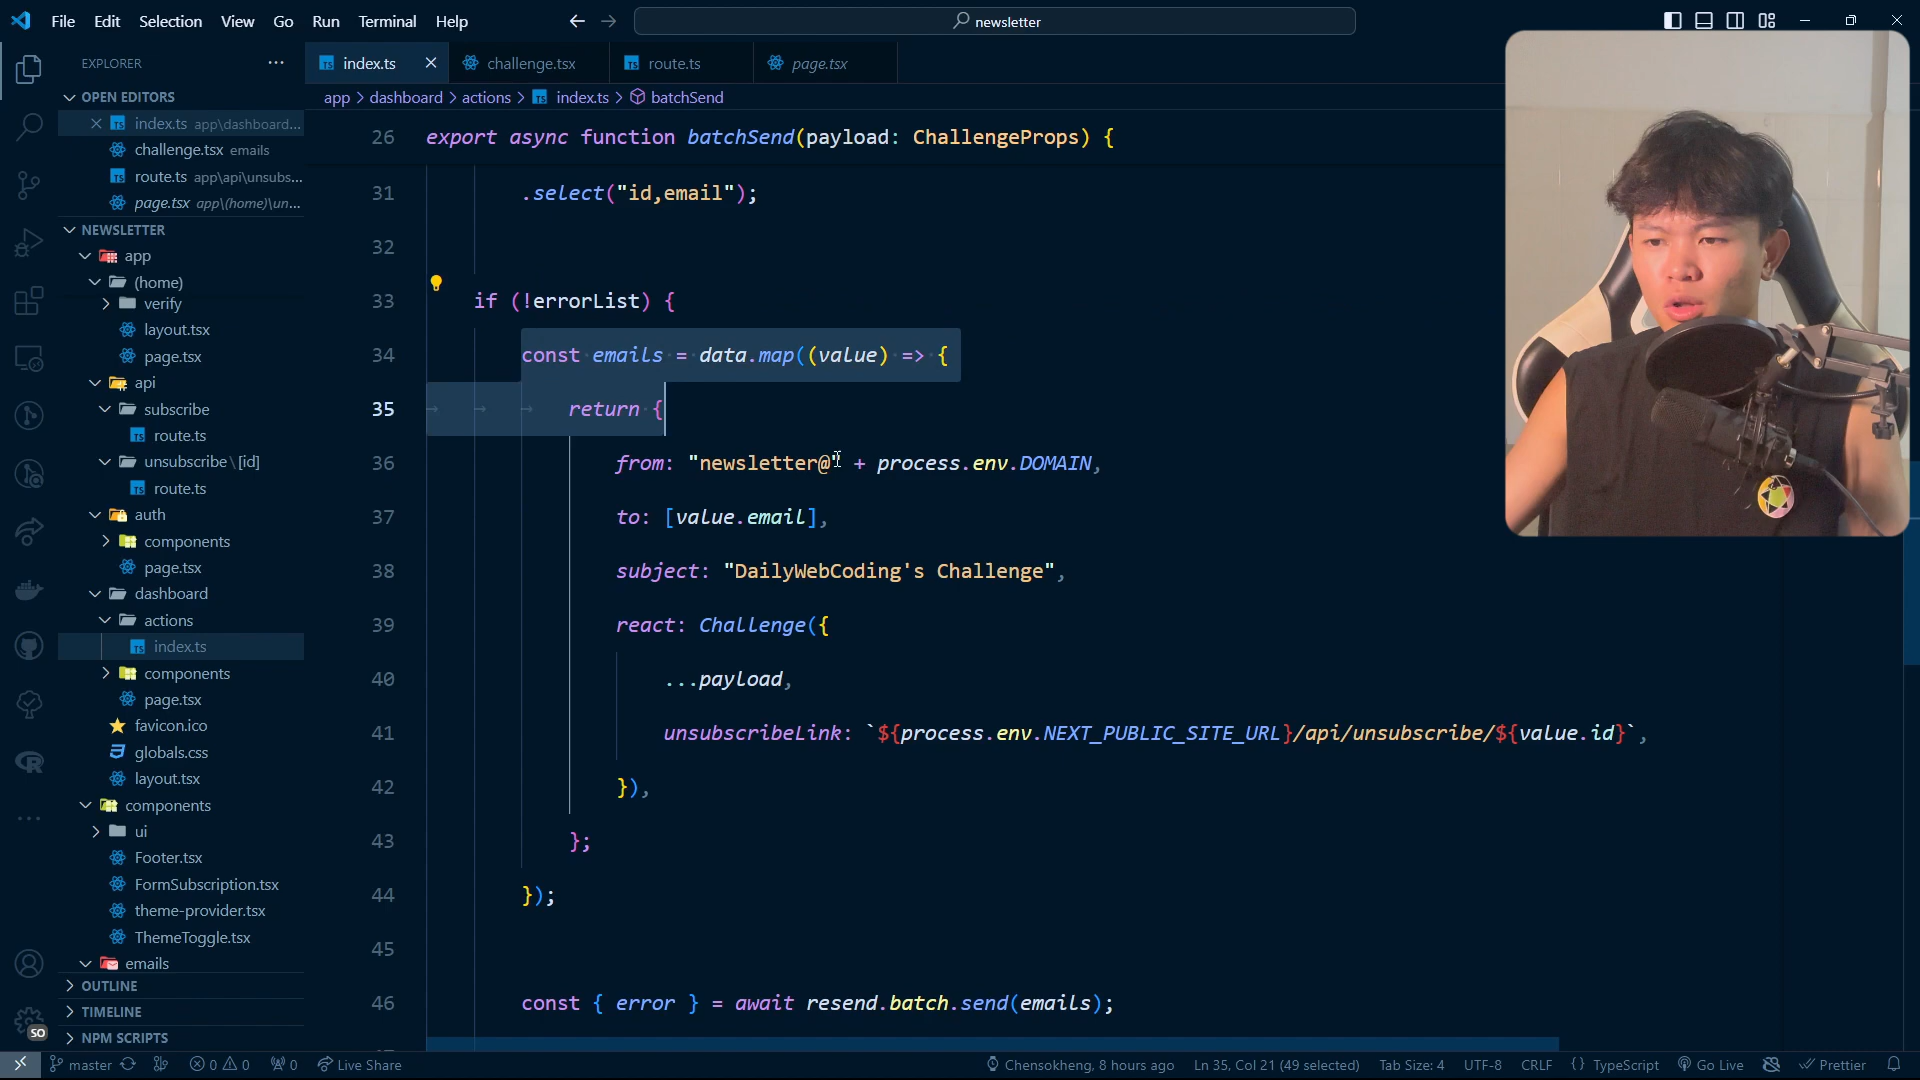 File Edit Selection View Go Run Terminal Help
newsletter
EXPLORER
index.ts
challenge.tsx
route.ts
page.tsx
OPEN EDITORS
index.ts app\dashboard...
challenge.tsx emails
route.ts app\api\unsubs...
page.tsx app\(home)\un...
NEWSLETTER
app
(home)
verify
layout.tsx
page.tsx
api
subscribe
route.ts
unsubscribe\[id]
route.ts
auth
components
page.tsx
dashboard
actions
index.ts
components
page.tsx
favicon.ico
globals.css
layout.tsx
components
ui
Footer.tsx
FormSubscription.tsx
theme-provider.tsx
ThemeToggle.tsx
emails
OUTLINE
TIMELINE
NPM SCRIPTS
app > dashboard > actions > index.ts > batchSend
26 export async function batchSend(payload: ChallengeProps) {
31 .select("id,email");
32
33 if (!errorList) {
34 const emails = data.map((value) => {
35 return {
36 from: "newsletter@" + process.env.DOMAIN,
37 to: [value.email],
38 subject: "DailyWebCoding's Challenge",
39 react: Challenge({
40 ...payload,
41 unsubscribeLink: `${process.env.NEXT_PUBLIC_SITE_URL}/api/unsubscribe/${value.id}`,
42 }),
43 };
44 });
45
46 const { error } = await resend.batch.send(emails);
SO
master 0 0 0 Live Share Chensokheng, 8 hours ago Ln 35, Col 21 (49 selected) Tab Size: 4 UTF-8 CRLF {} TypeScript Go Live Prettier